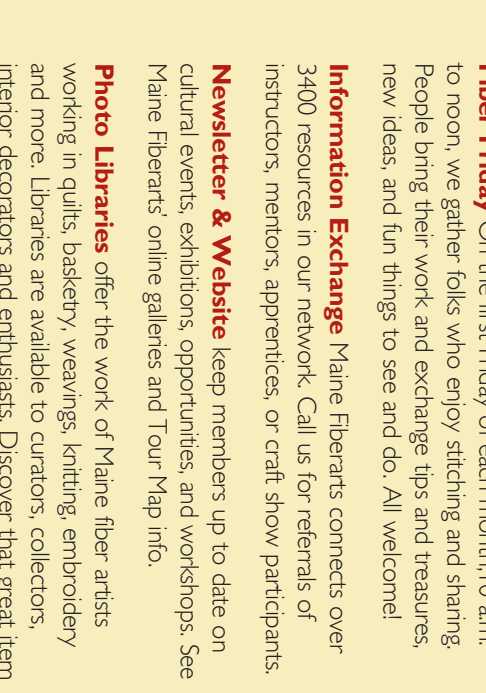 Fiber Friday On the first Friday of each month, 10 a.m.
to noon, we gather folks who enjoy stitching and sharing.
People bring their work and exchange tips and treasures,
new ideas, and fun things to see and do. All welcome!
Information Exchange Maine Fiberarts connects over
3400 resources in our network. Call us for referrals of
instructors, mentors, apprentices, or craft show participants.
Newsletter & Website keep members up to date on
cultural events, exhibitions, opportunities, and workshops. See
Maine Fiberarts' online galleries and Tour Map info.
Photo Libraries offer the work of Maine fiber artists
working in quilts, basketry, weavings, knitting, embroidery
and more. Libraries are available to curators, collectors,
interior decorators and enthusiasts. Discover that great item